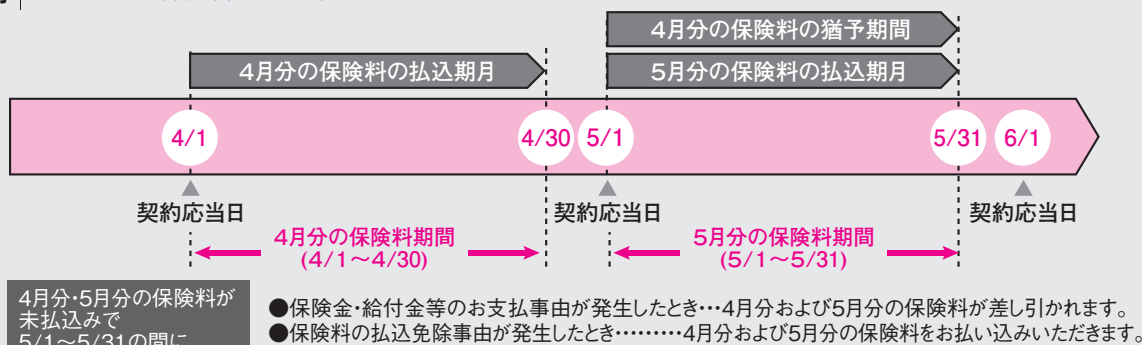 4月分の保険料の猶予期間
4月分の保険料の払込期月
5月分の保険料の払込期月
4/1
4/30
5/1
5/31
6/1
契約応当日
契約応当日
契約応当日
4月分の保険料期間
(4/1〜4/30)
5月分の保険料期間
(5/1〜5/31)
4月分・5月分の保険料が
未払込みで
5/1〜5/31の間に
●保険金・給付金等のお支払事由が発生したとき…4月分および5月分の保険料が差し引かれます。
●保険料の払込免除事由が発生したとき………4月分および5月分の保険料をお払い込みいただきます。